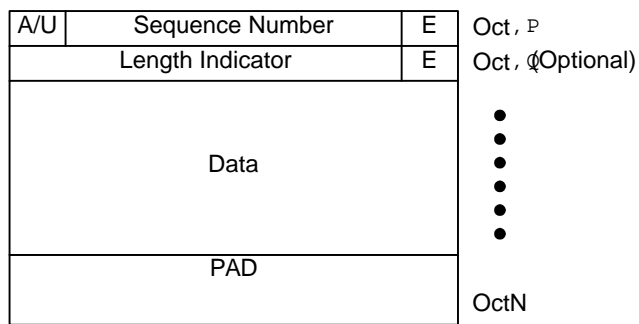 A/U Sequence Number E Oct
Length Indicator E Oct (Optional)
Data
PAD
OctN